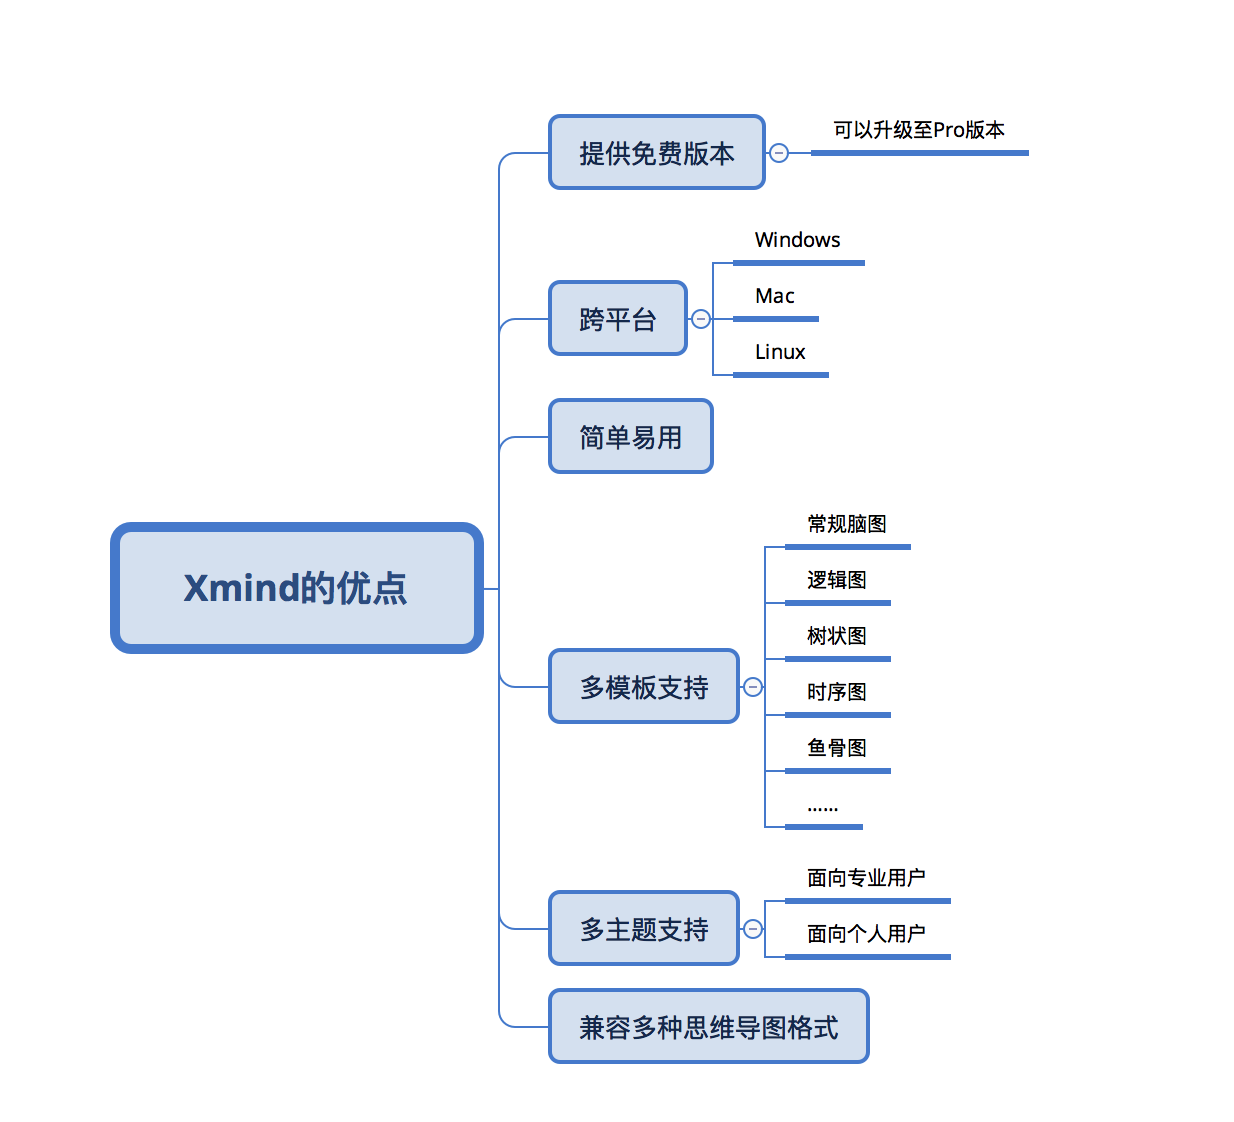 Xmind的优点
提供免费版本
可以升级至Pro版本
跨平台
Windows
Mac
Linux
简单易用
多模板支持
常规脑图
逻辑图
树状图
时序图
鱼骨图
……
多主题支持
面向专业用户
面向个人用户
兼容多种思维导图格式